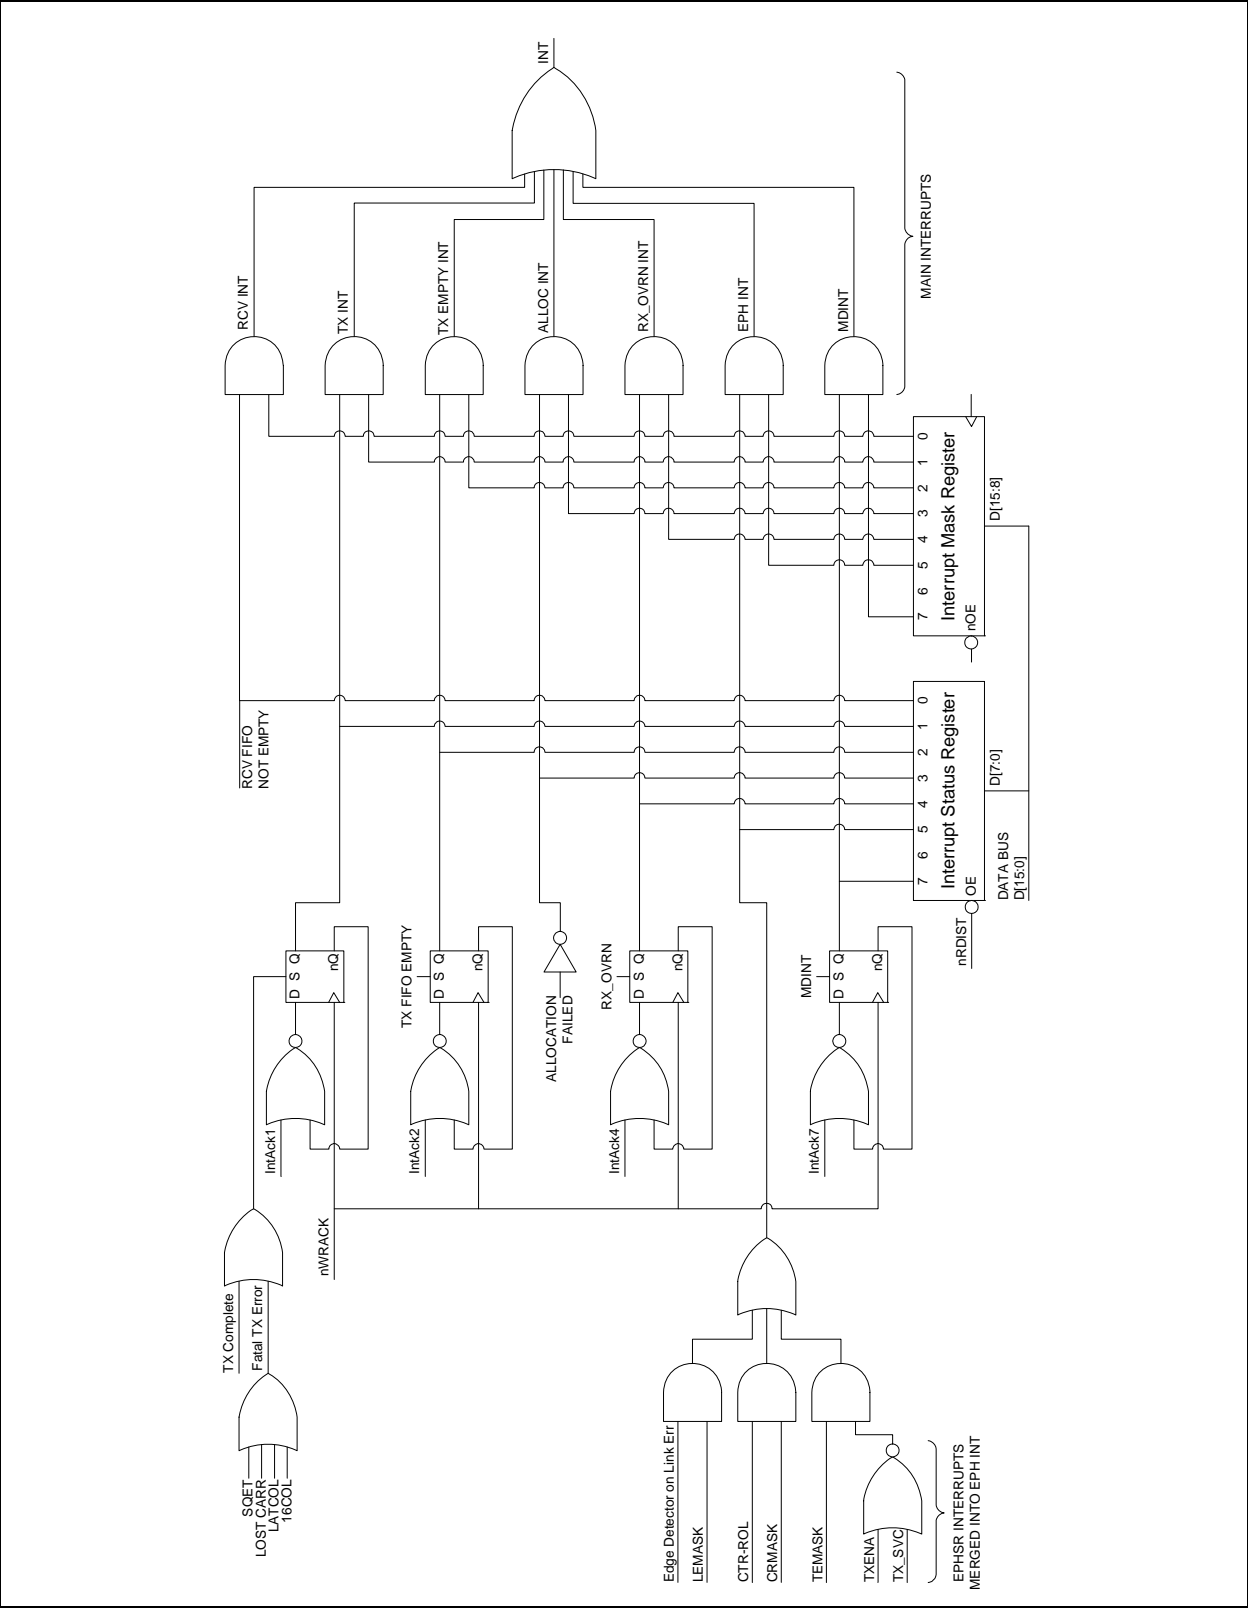 SQET
LOST CARR
LATCOL
16COL
TX Complete
Fatal TX Error
nWRACK
IntAck1
D S Q
nQ
RCV FIFO
NOT EMPTY
RCV INT
TX INT
IntAck2
TX FIFO EMPTY
D S Q
nQ
TX EMPTY INT
ALLOCATION
FAILED
ALLOC INT
INT
IntAck4
RX_OVRN
D S Q
nQ
RX_OVRN INT
Edge Detector on Link Err
LEMASK
CTR-ROL
CRMASK
TEMASK
TXENA
TX_SVC
EPHSR INTERRUPTS
MERGED INTO EPH INT
EPH INT
IntAck7
MDINT
D S Q
nQ
MDINT
MAIN INTERRUPTS
7 6 5 4 3 2 1 0
Interrupt Status Register
nRDIST
OE
DATA BUS
D[15:0]
D[7:0]
7 6 5 4 3 2 1 0
Interrupt Mask Register
nOE
D[15:8]